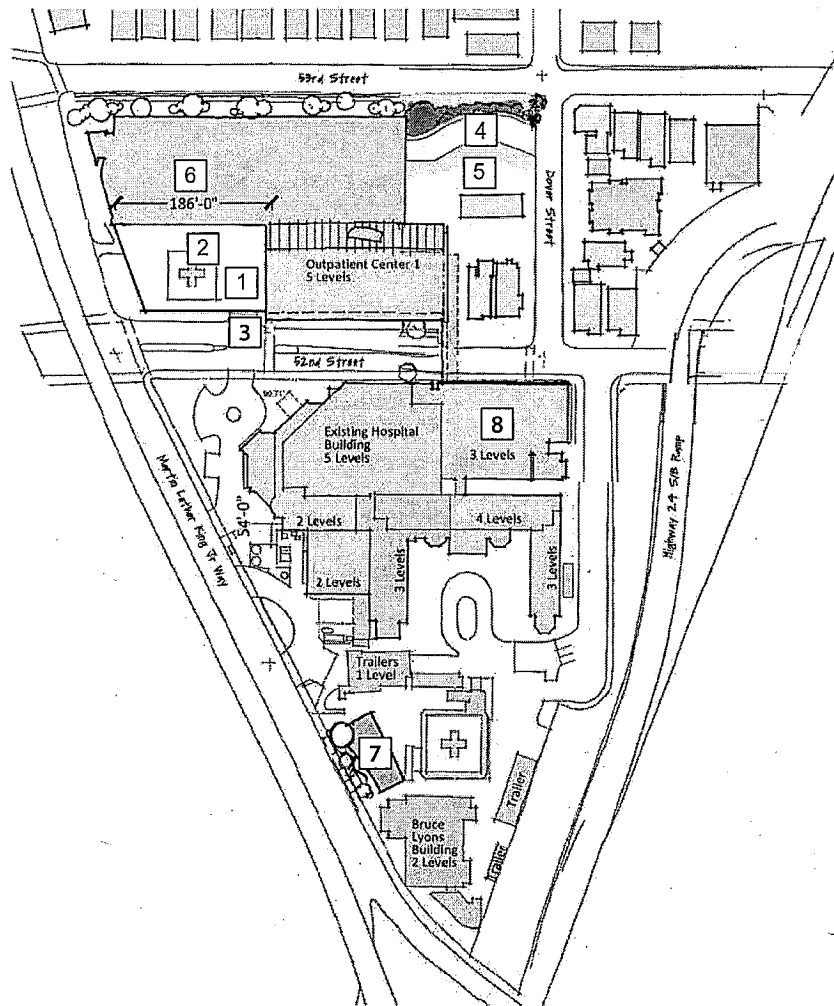 53rd Street
4
6
5
186'-0"
Dover Street
2
1
Outpatient Center 1
5 Levels
3
52nd Street
Existing Hospital
Building
5 Levels
8
3 Levels
54'-0"
2 Levels
4 Levels
Martin Luther King Jr Way
Highway 24 S/B Ramp
2 Levels
3 Levels
3 Levels
Trailers
1 Level
7
Trailer
Bruce
Lyons
Building
2 Levels
Trailer